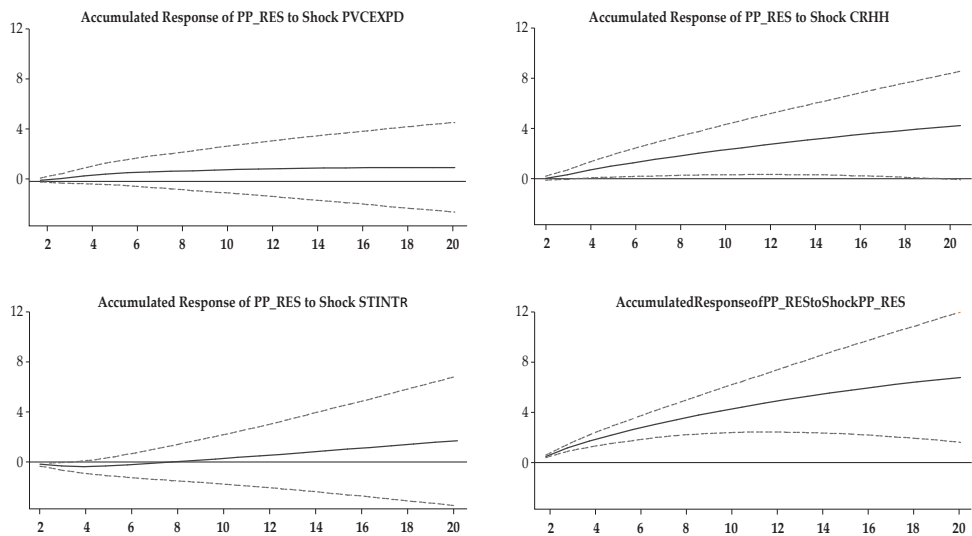 Accumulated Response of PP_RES to Shock PVCEXPD
12
8
4
0
2 4 6 8 10 12 14 16 18 20
Accumulated Response of PP_RES to Shock CRHH
12
8
4
0
2 4 6 8 10 12 14 16 18 20
Accumulated Response of PP_RES to Shock STINTR
12
8
4
0
2 4 6 8 10 12 14 16 18 20
AccumulatedResponseofPP_REStoShockPP_RES
12
8
4
0
2 4 6 8 10 12 14 16 18 20